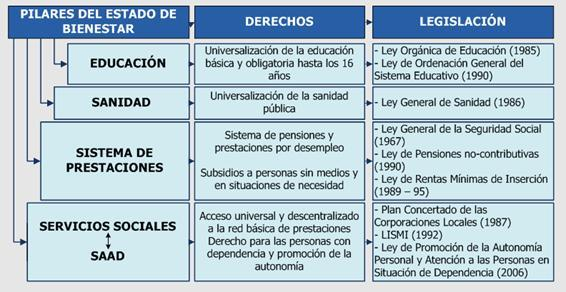 PILARES DEL ESTADO DE
BIENESTAR
DERECHOS
LEGISLACIÓN
EDUCACIÓN
Universalización de la educación
básica y obligatoria hasta los 16
años
- Ley Orgánica de Educación (1985)
- Ley de Ordenación General del
Sistema Educativo (1990)
SANIDAD
Universalización de la sanidad
pública
- Ley General de Sanidad (1986)
SISTEMA DE
PRESTACIONES
Sistema de pensiones y
prestaciones por desempleo
Subsidios a personas sin medios y
en situaciones de necesidad
- Ley General de la Seguridad Social
(1967)
- Ley de Pensiones no-contributivas
(1990)
- Ley de Rentas Mínimas de Inserción
(1989 – 95)
SERVICIOS SOCIALES
SAAD
Acceso universal y descentralizado
a la red básica de prestaciones
Derecho para las personas con
dependencia y promoción de la
autonomía
- Plan Concertado de las
Corporaciones Locales (1987)
- LISMI (1992)
- Ley de Promoción de la Autonomía
Personal y Atención a las Personas en
Situación de Dependencia (2006)